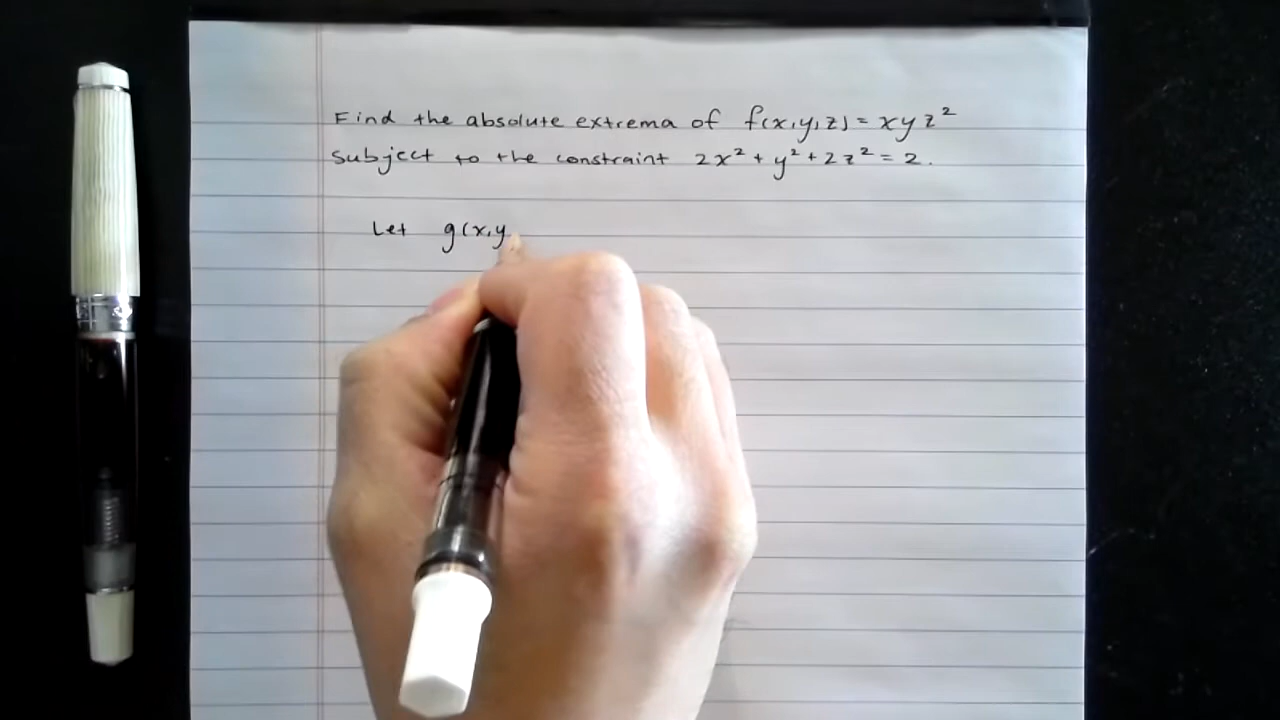 Find the absolute extrema of f(x,y,z) = xyz²
subject to the constraint 2x² + y² + 2z² = 2.
Let g(x,y